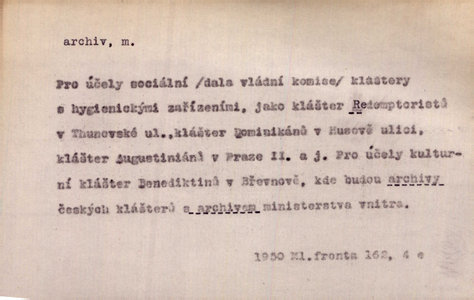 archiv, m.
Pro účely sociální /dala vládní komise/ kláštery
s hygienickými zařízeními, jako klášter Redemptoristů
v Thunovské ul.,klášter Dominikánů v Husově ulici,
klášter Augustiniánů v Praze II. a j. Pro účely kultur-
ní klášter Benediktinů v Břevnově, kde budou archivy
českých klášterů s archivem ministerstva vnitra.
1950 Ml.fronta 162, 4 e